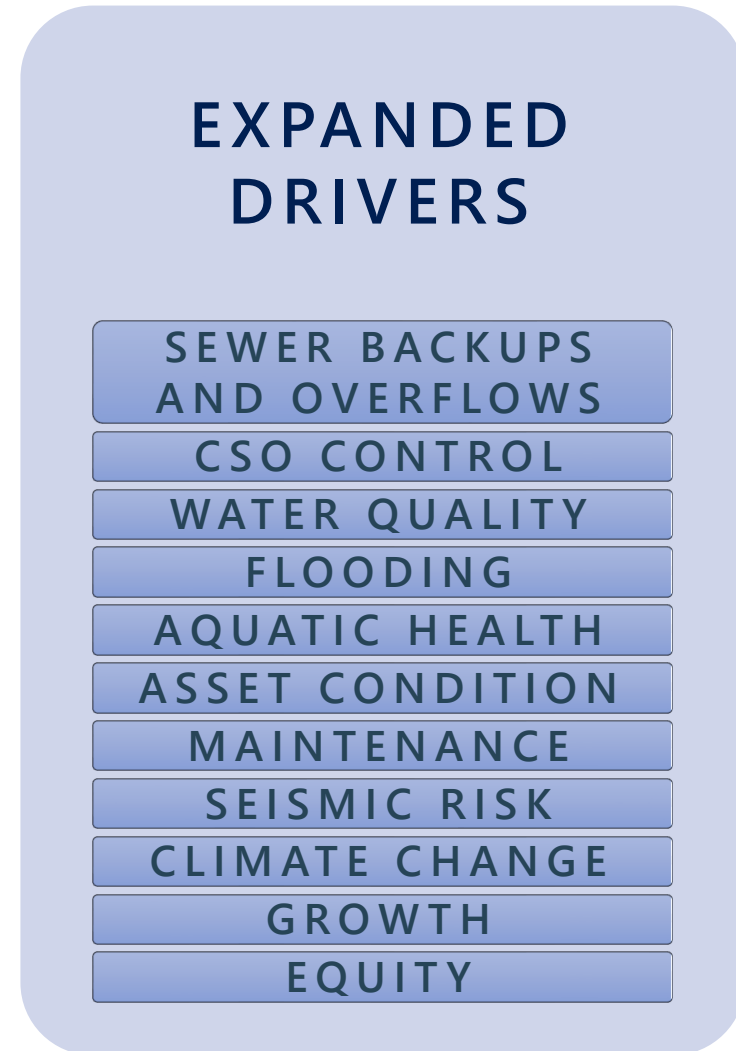 EXPANDED
DRIVERS
SEWER BACKUPS
AND OVERFLOWS
CSO CONTROL
WATER QUALITY
FLOODING
AQUATIC HEALTH
ASSET CONDITION
MAINTENANCE
SEISMIC RISK
CLIMATE CHANGE
GROWTH
EQUITY